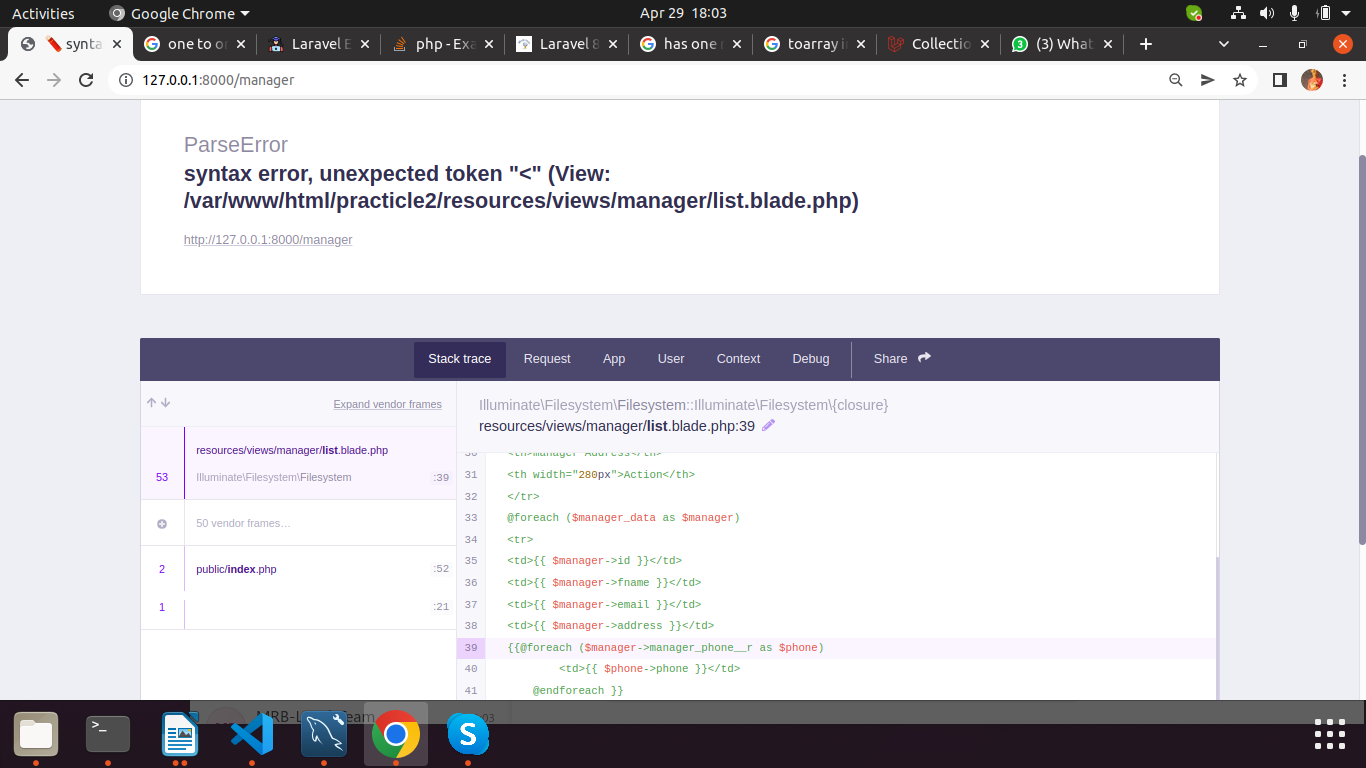 Activities
Google Chrome
Apr 29 18:03
synta
one to o
Laravel E
php - Exa
Laravel 8
has one
toarray i
Collectio
(3) What
127.0.0.1:8000/manager
ParseError
syntax error, unexpected token "<" (View:
/var/www/html/practicle2/resources/views/manager/list.blade.php)
http://127.0.0.1:8000/manager
Stack trace
Request
App
User
Context
Debug
Share
Expand vendor frames
Illuminate\Filesystem\Filesystem::Illuminate\Filesystem\{closure}
resources/views/manager/list.blade.php:39
resources/views/manager/list.blade.php
53 Illuminate\Filesystem\Filesystem :39
50 vendor frames…
2 public/index.php :52
1 :21
30 <th>manager Address</th>
31 <th width="280px">Action</th>
32 </tr>
33 @foreach ($manager_data as $manager)
34 <tr>
35 <td>{{ $manager->id }}</td>
36 <td>{{ $manager->fname }}</td>
37 <td>{{ $manager->email }}</td>
38 <td>{{ $manager->address }}</td>
39 {{@foreach ($manager->manager_phone__r as $phone)
40 <td>{{ $phone->phone }}</td>
41 @endforeach }}